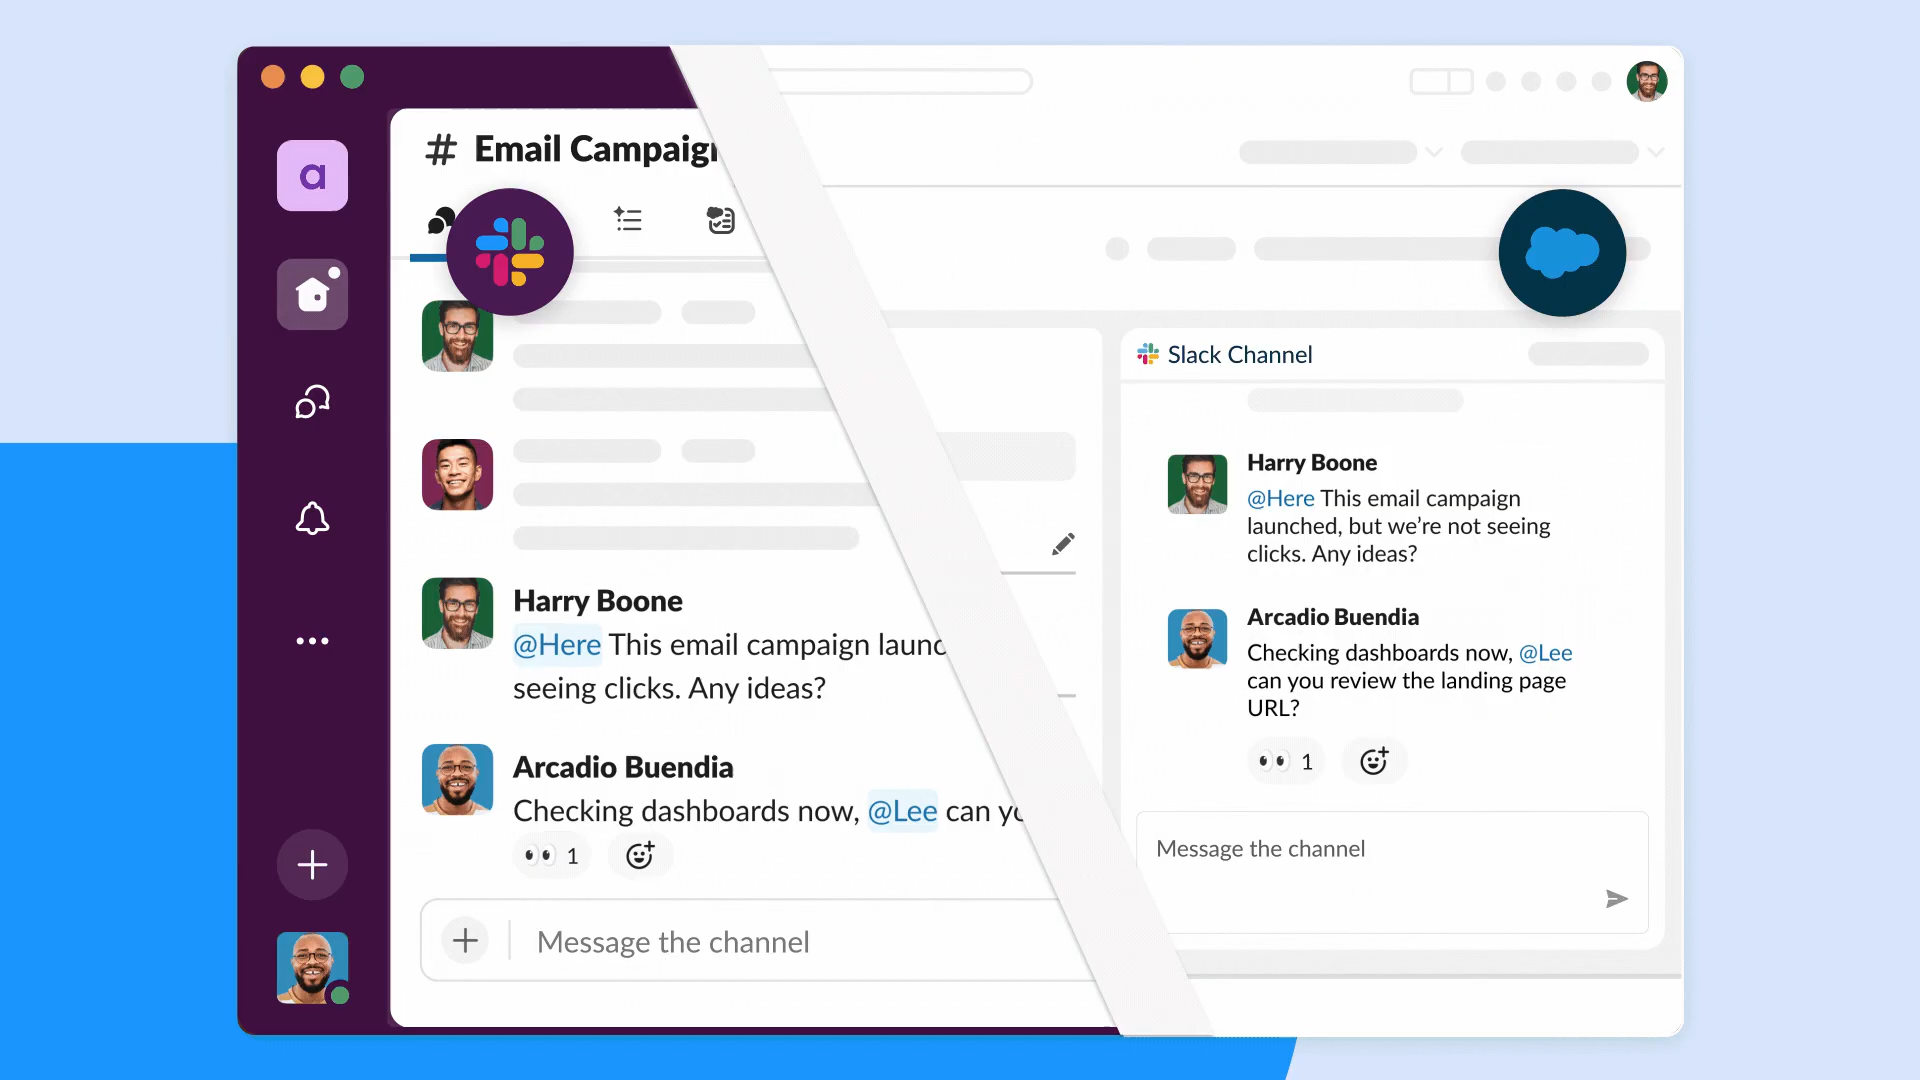 a
# Email Campaig
Harry Boone
@Here This email campaign launc
seeing clicks. Any ideas?
Arcadio Buendia
Checking dashboards now, @Lee can yo
1
Message the channel
Slack Channel
Harry Boone
@Here This email campaign
launched, but we’re not seeing
clicks. Any ideas?
Arcadio Buendia
Checking dashboards now, @Lee
can you review the landing page
URL?
1
Message the channel